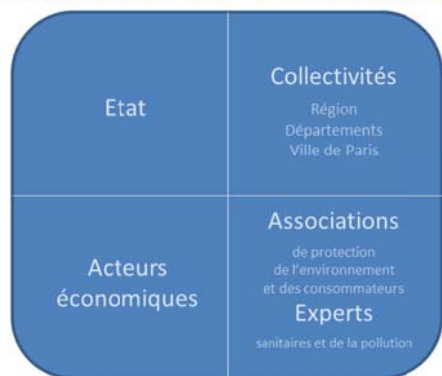 Etat
Collectivités
Région
Départements
Ville de Paris
Acteurs
économiques
Associations
de protection
de l'environnement
et des consommateurs
Experts
sanitaires et de la pollution